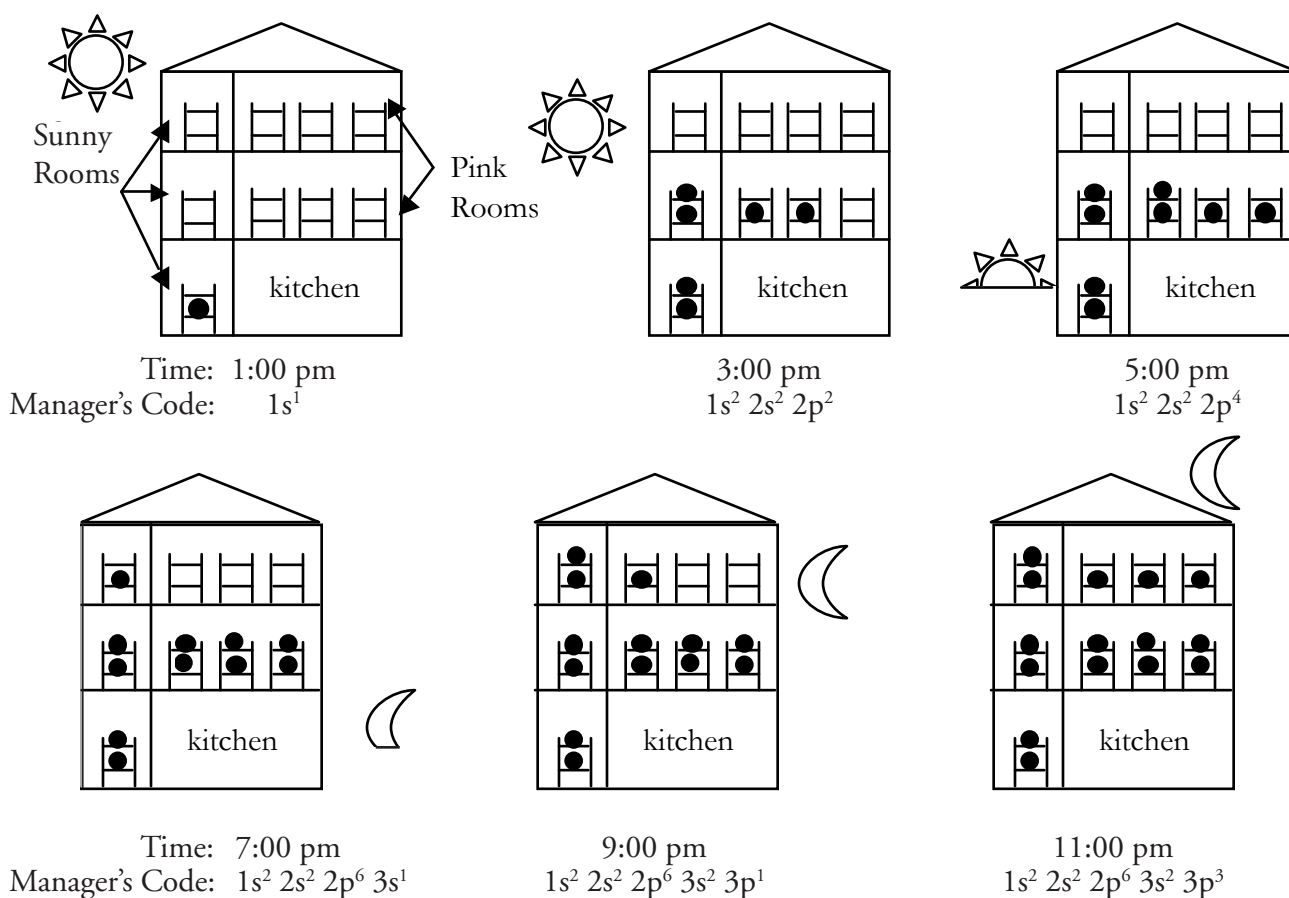 Sunny
Rooms
Pink
Rooms
kitchen
kitchen
kitchen
Time: 1:00 pm 3:00 pm 5:00 pm
Manager's Code: 1s¹ 1s² 2s² 2p² 1s² 2s² 2p⁴
kitchen
kitchen
kitchen
Time: 7:00 pm 9:00 pm 11:00 pm
Manager's Code: 1s² 2s² 2p⁶ 3s¹ 1s² 2s² 2p⁶ 3s² 3p¹ 1s² 2s² 2p⁶ 3s² 3p³